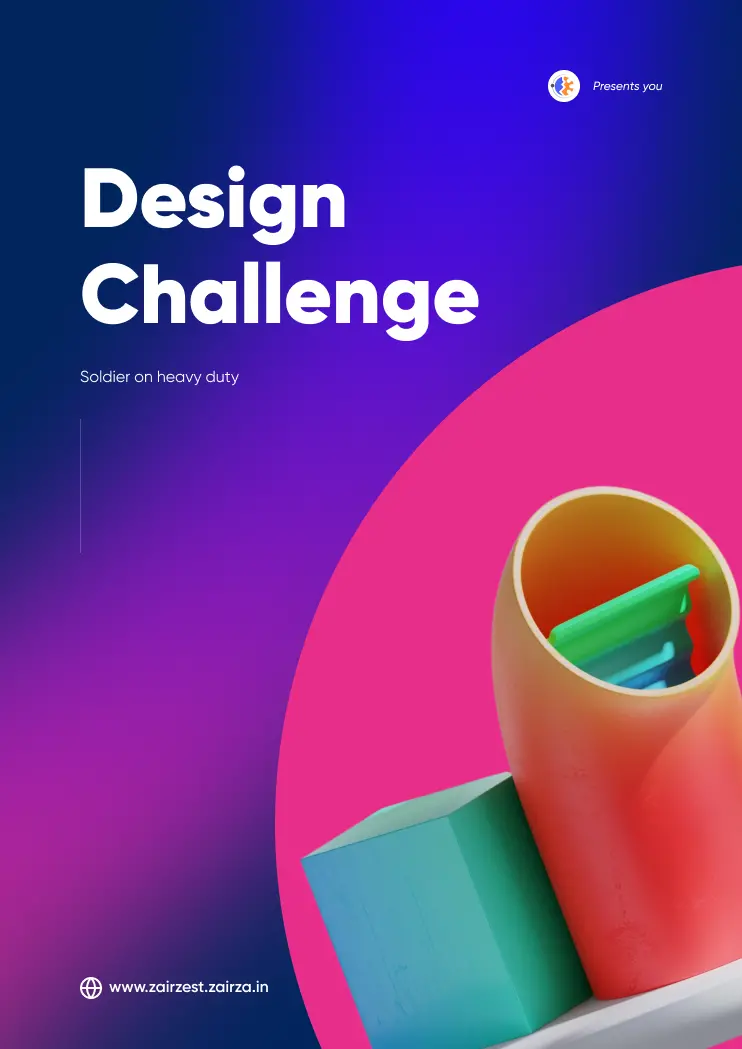 Presents you
Design
Challenge
Soldier on heavy duty
www.zairzest.zairza.in